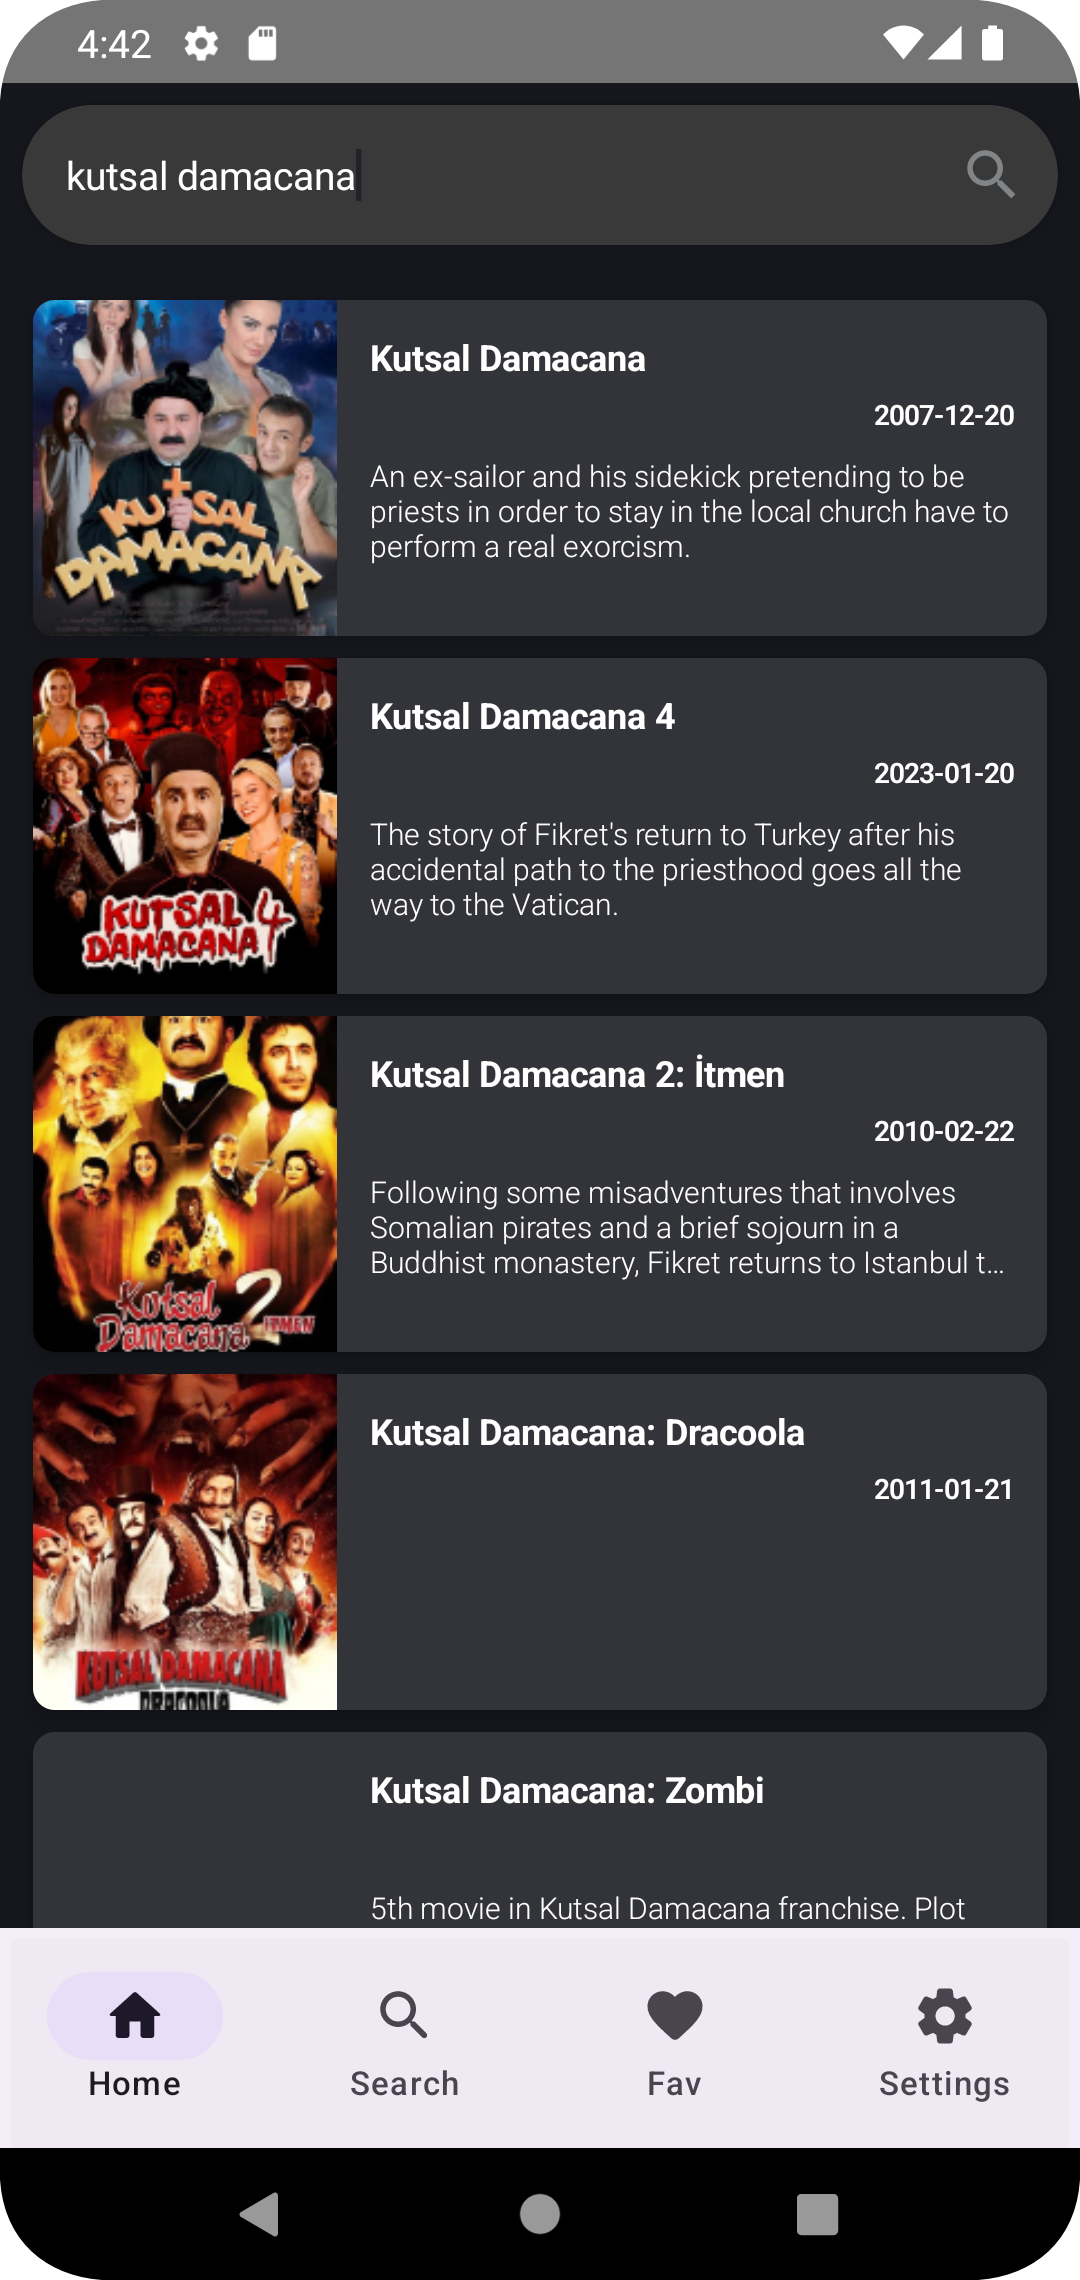 4:42
kutsal damacana
KUTSAL
DAMACANA
Kutsal Damacana
2007-12-20
An ex-sailor and his sidekick pretending to be
priests in order to stay in the local church have to
perform a real exorcism.
KUTSAL 4
DAMACANA
Kutsal Damacana 4
2023-01-20
The story of Fikret's return to Turkey after his
accidental path to the priesthood goes all the
way to the Vatican.
Kutsal 2
Damacana İTMEN
Kutsal Damacana 2: İtmen
2010-02-22
Following some misadventures that involves
Somalian pirates and a brief sojourn in a
Buddhist monastery, Fikret returns to Istanbul t...
KUTSAL DAMACANA
DRACOOLA
Kutsal Damacana: Dracoola
2011-01-21
Kutsal Damacana: Zombi
5th movie in Kutsal Damacana franchise. Plot
Home
Search
Fav
Settings